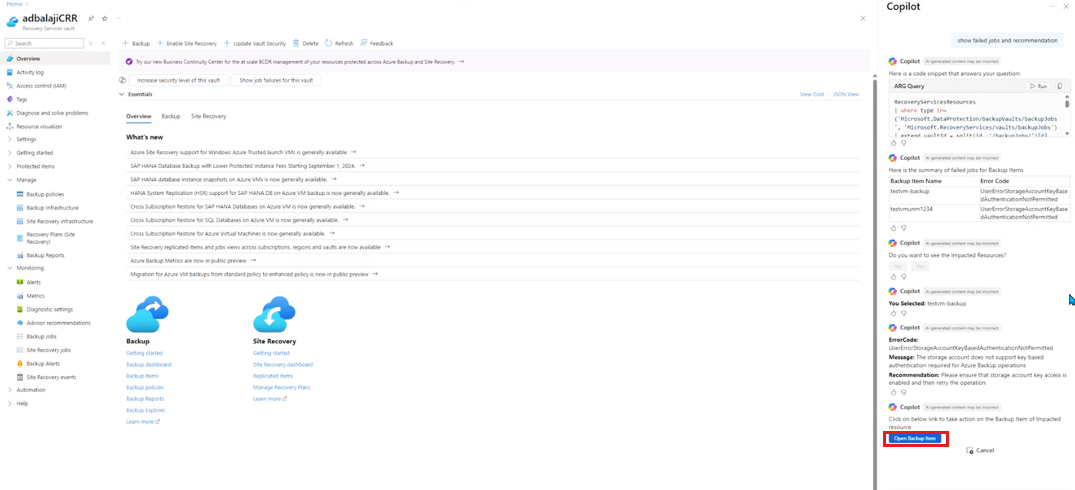 Home
adbalajiCRR
Recovery Services vault
Search
Overview
Activity log
Access control (IAM)
Tags
Diagnose and solve problems
Resource visualizer
Settings
Getting started
Protected items
Manage
Backup policies
Backup Infrastructure
Site Recovery infrastructure
Recovery Plans (Site
Recovery)
Backup Reports
Monitoring
Alerts
Metrics
Diagnostic settings
Advisor recommendations
Backup Jobs
Site Recovery jobs
Backup Alerts
Site Recovery events
Automation
Help
Backup Enable Site Recovery Update Vault Security Delete Refresh Feedback
Try our new Business Continuity Center for the at scale BCDR management of your resources protected across Azure Backup and Site Recovery. →
Increase security level of this vault Show job failures for this vault
Essentials View Cost JSON View
Overview Backup Site Recovery
What's new
Azure Site Recovery support for Windows Azure Trusted launch VMs is generally available →
SAP HANA Database Backup with Lower Protected Instance Fees Starting September 1, 2024. →
SAP HANA database Instance snapshots on Azure VMs is now generally available. →
HANA System Replication (HSR) support for SAP HANA DB on Azure VM backup is now generally available. →
Cross Subscription Restore for SAP HANA Databases on Azure VM is now generally available. →
Cross Subscription Restore for SQL Databases on Azure VM is now generally available. →
Cross Subscription Restore for Azure Virtual Machines is now generally available. →
Site Recovery replicated items and jobs views across subscriptions, regions and vaults are now available →
Azure Backup Metrics are now in public preview →
Migration for Azure VM backups from standard policy to enhanced policy is now in public preview →
Backup
Getting started
Backup dashboard
Backup items
Backup policies
Backup Reports
Backup Explorer
Learn more
Site Recovery
Getting started
Site Recovery dashboard
Replicated items
Manage Recovery Plans
Learn more
Copilot
show failed jobs and recommendation
Copilot AI-generated content may be incorrect
Here is a code snippet that answers your question:
ARG Query Run
RecoveryServicesResources
| where type in~
('Microsoft.DataProtection/backupVaults/backupJobs
', 'Microsoft.RecoveryServices/vaults/backupJobs')
| extend vaultId = split(id, '/backupJobs/')[0]
Copilot AI-generated content may be incorrect
Here is the summary of failed jobs for Backup Items
Backup item Name Error Code
testvm-backup UserErrorStorageAccountKeyBase
dAuthenticationNotPermitted
testvmunm1234 UserErrorStorageAccountKeyBas
edAuthenticationNotPermitted
Copilot AI-generated content may be incorrect
Do you want to see the Impacted Resources?
Copilot AI-generated content may be incorrect
You Selected: testvm-backup
Copilot AI-generated content may be incorrect
ErrorCode:
UserErrorStorageAccountKeyBasedAuthenticationNotPermitted
Message: The storage account does not support key based
authentication required for Azure Backup operations
Recommendation: Please ensure that storage account key access is
enabled and then retry the operation.
Copilot AI-generated content may be incorrect
Click on below link to take action on the Backup Item of Impacted
resource
Open Backup Item
Cancel